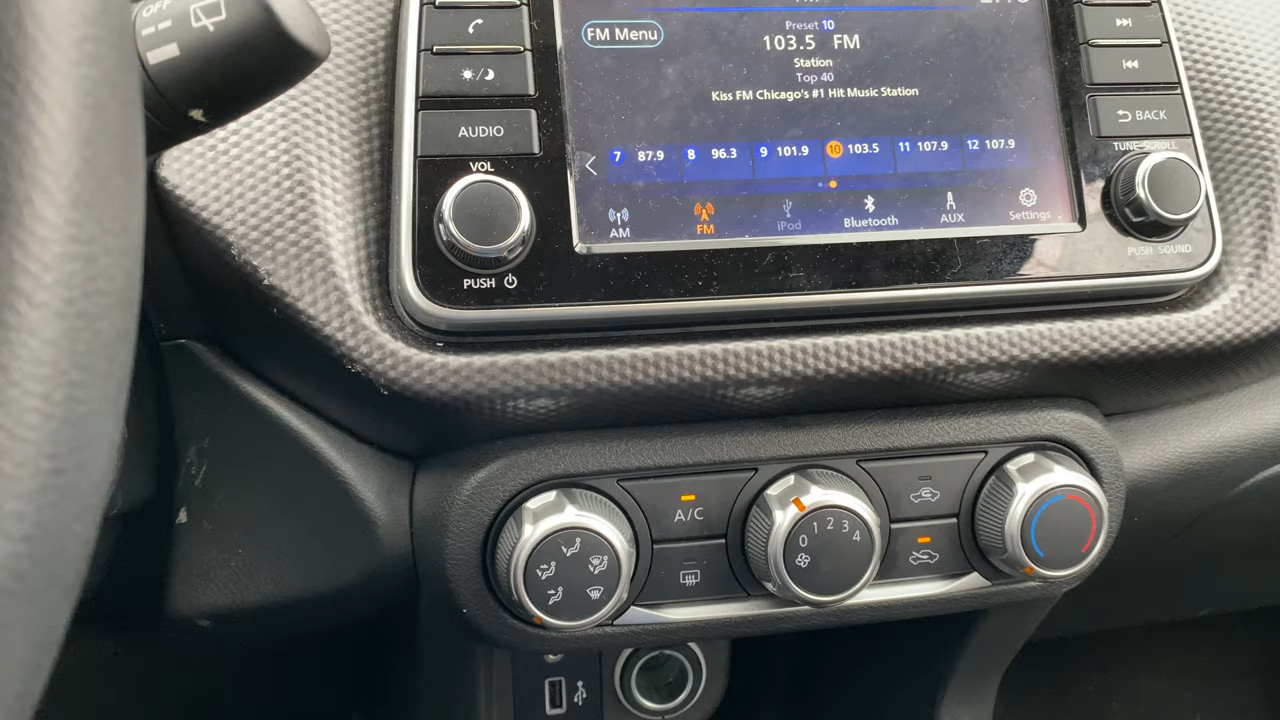 OFF
FM Menu
Preset 10
103.5 FM
Station
Top 40
Kiss FM Chicago's #1 Hit Music Station
7 87.9
8 96.3
9 101.9
10 103.5
11 107.9
12 107.9
AM
FM
iPod
Bluetooth
AUX
Settings
AUDIO
VOL
PUSH
BACK
TUNE·SCROLL
PUSH SOUND
A/C
0 1 2 3 4